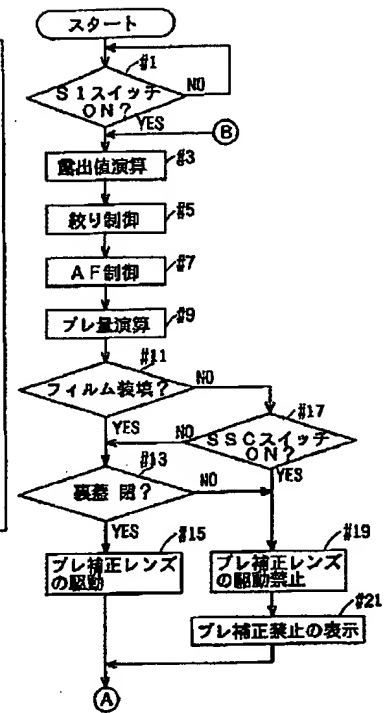 スタート
#1
S1スイッチ
ON?
NO
YES
B
#3
露出値演算
#5
絞り制御
#7
AF制御
#9
ブレ量演算
#11
フィルム装填?
NO
YES
#17
SSCスイッチ
ON?
NO
YES
#13
裏蓋 閉?
NO
YES
#15
ブレ補正レンズ
の駆動
#19
ブレ補正レンズ
の駆動禁止
#21
ブレ補正禁止の表示
A